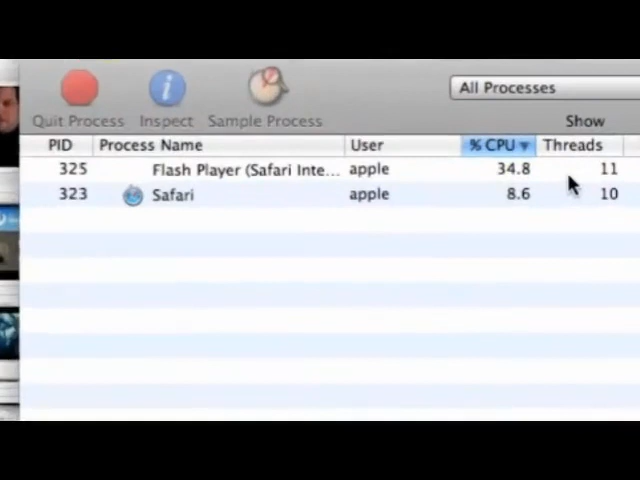 All Processes
Quit Process Inspect Sample Process Show
PID Process Name User % CPU Threads
325 Flash Player (Safari Inte... apple 34.8 11
323 Safari apple 8.6 10